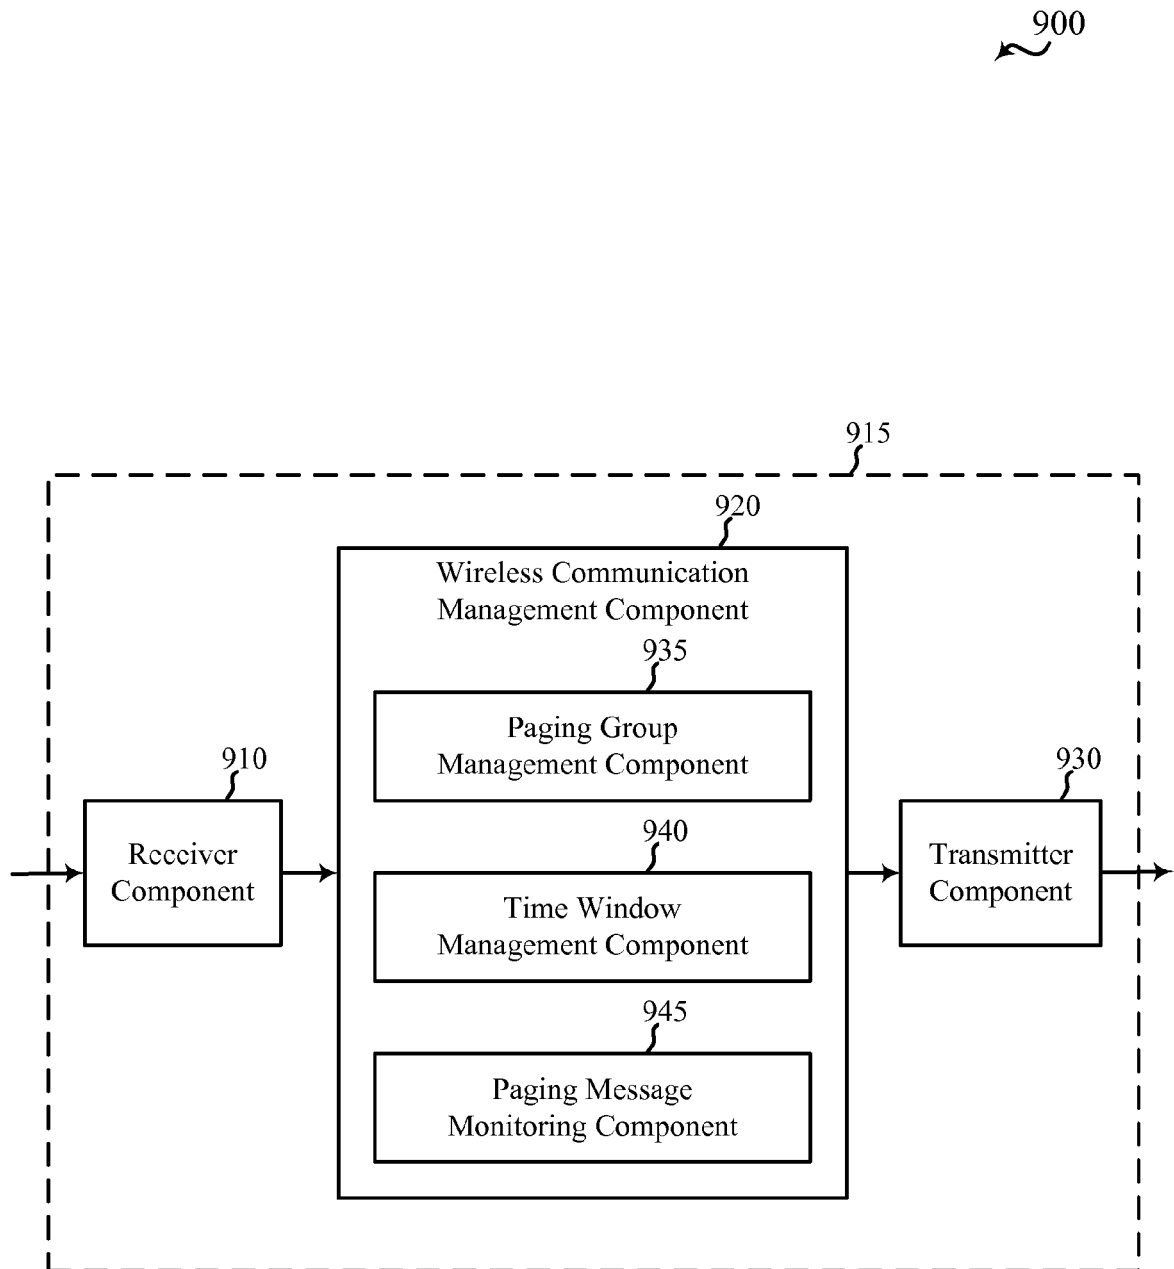 900
915
920
Wireless Communication
Management Component
935
Paging Group
Management Component
910
930
Receiver
Component
940
Transmitter
Component
Time Window
Management Component
945
Paging Message
Monitoring Component